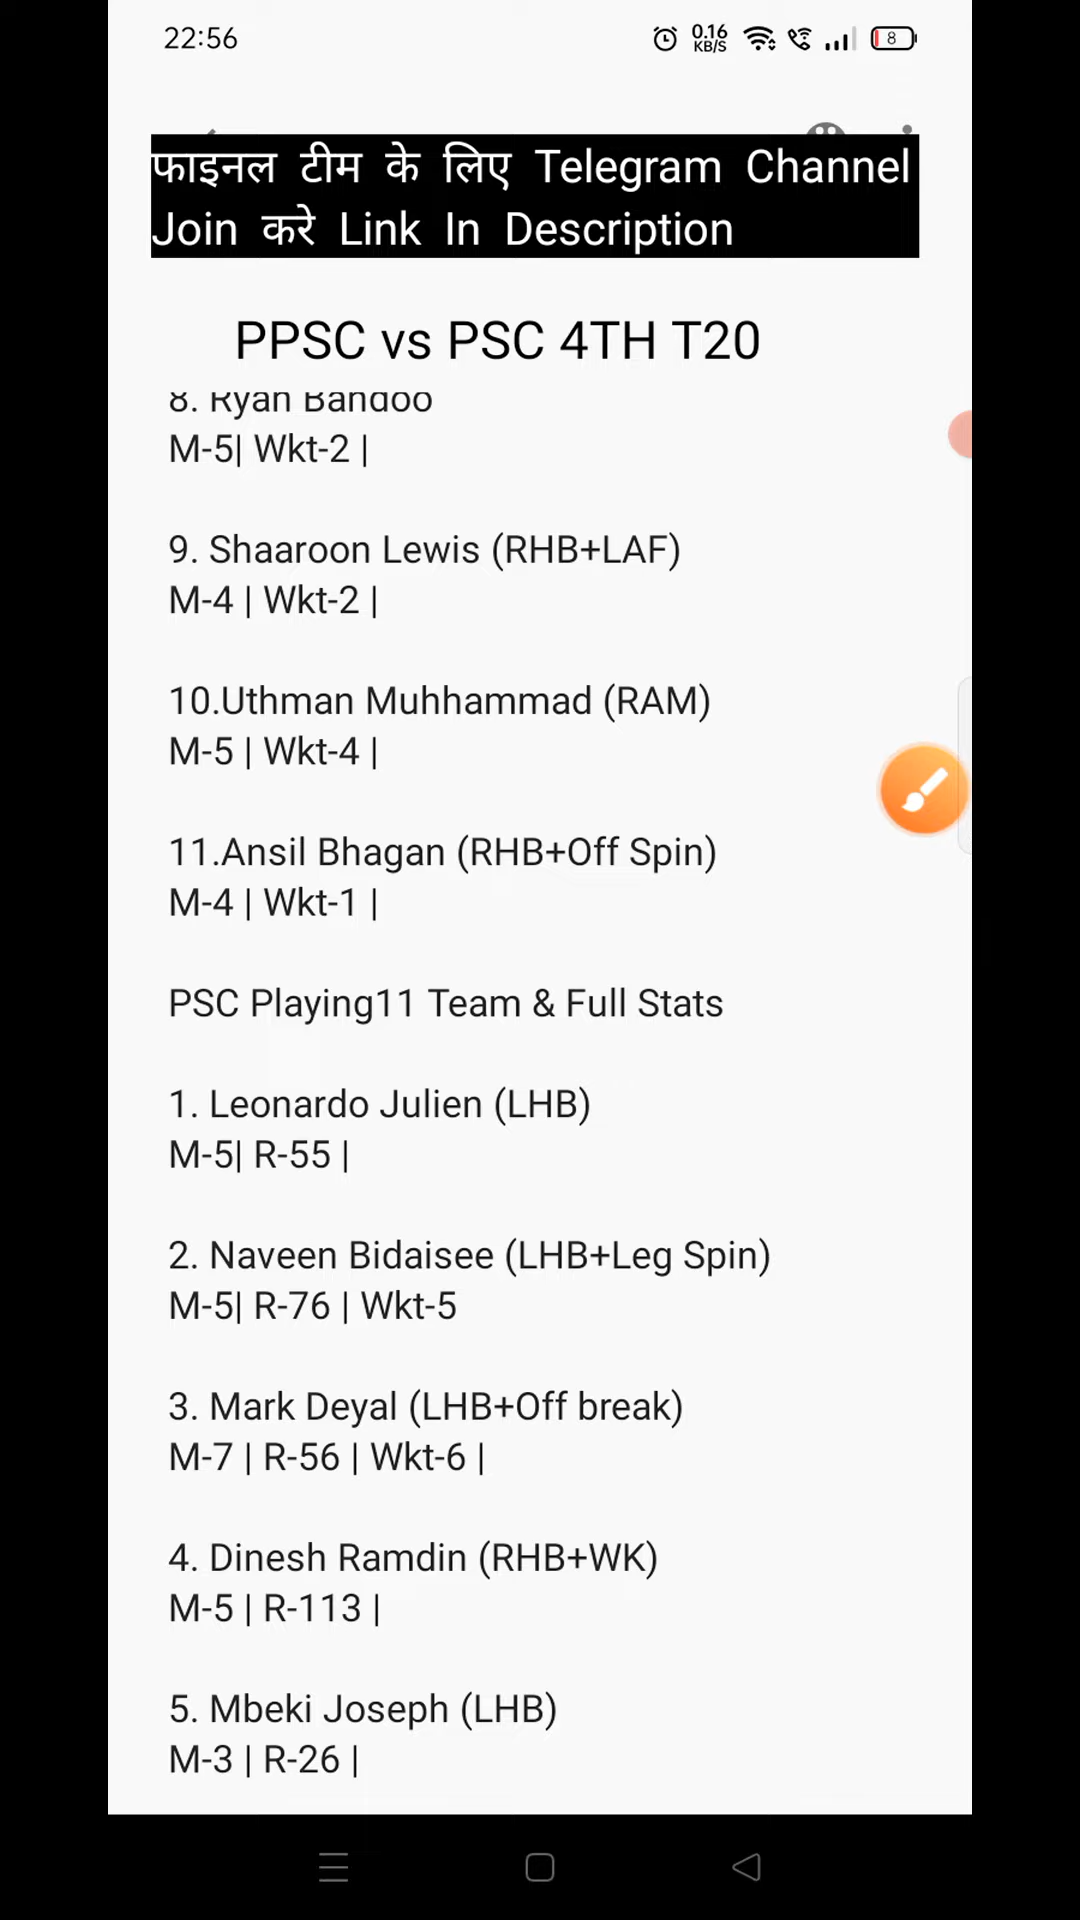 22:56
0.16
KB/S
8
फाइनल टीम के लिए Telegram Channel
Join करे Link In Description
PPSC vs PSC 4TH T20
8. Ryan Bandoo
M-5| Wkt-2 |
9. Shaaroon Lewis (RHB+LAF)
M-4 | Wkt-2 |
10.Uthman Muhhammad (RAM)
M-5 | Wkt-4 |
11.Ansil Bhagan (RHB+Off Spin)
M-4 | Wkt-1 |
PSC Playing11 Team & Full Stats
1. Leonardo Julien (LHB)
M-5| R-55 |
2. Naveen Bidaisee (LHB+Leg Spin)
M-5| R-76 | Wkt-5
3. Mark Deyal (LHB+Off break)
M-7 | R-56 | Wkt-6 |
4. Dinesh Ramdin (RHB+WK)
M-5 | R-113 |
5. Mbeki Joseph (LHB)
M-3 | R-26 |